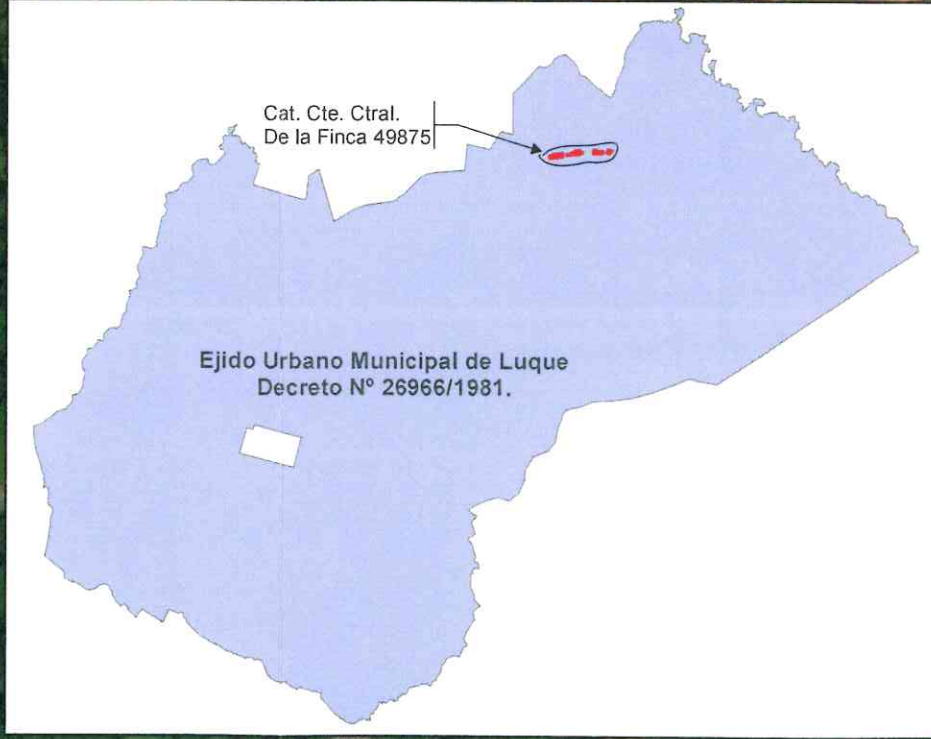 Cat. Cte. Ctral.
De la Finca 49875
Ejido Urbano Municipal de Luque
Decreto Nº 26966/1981.